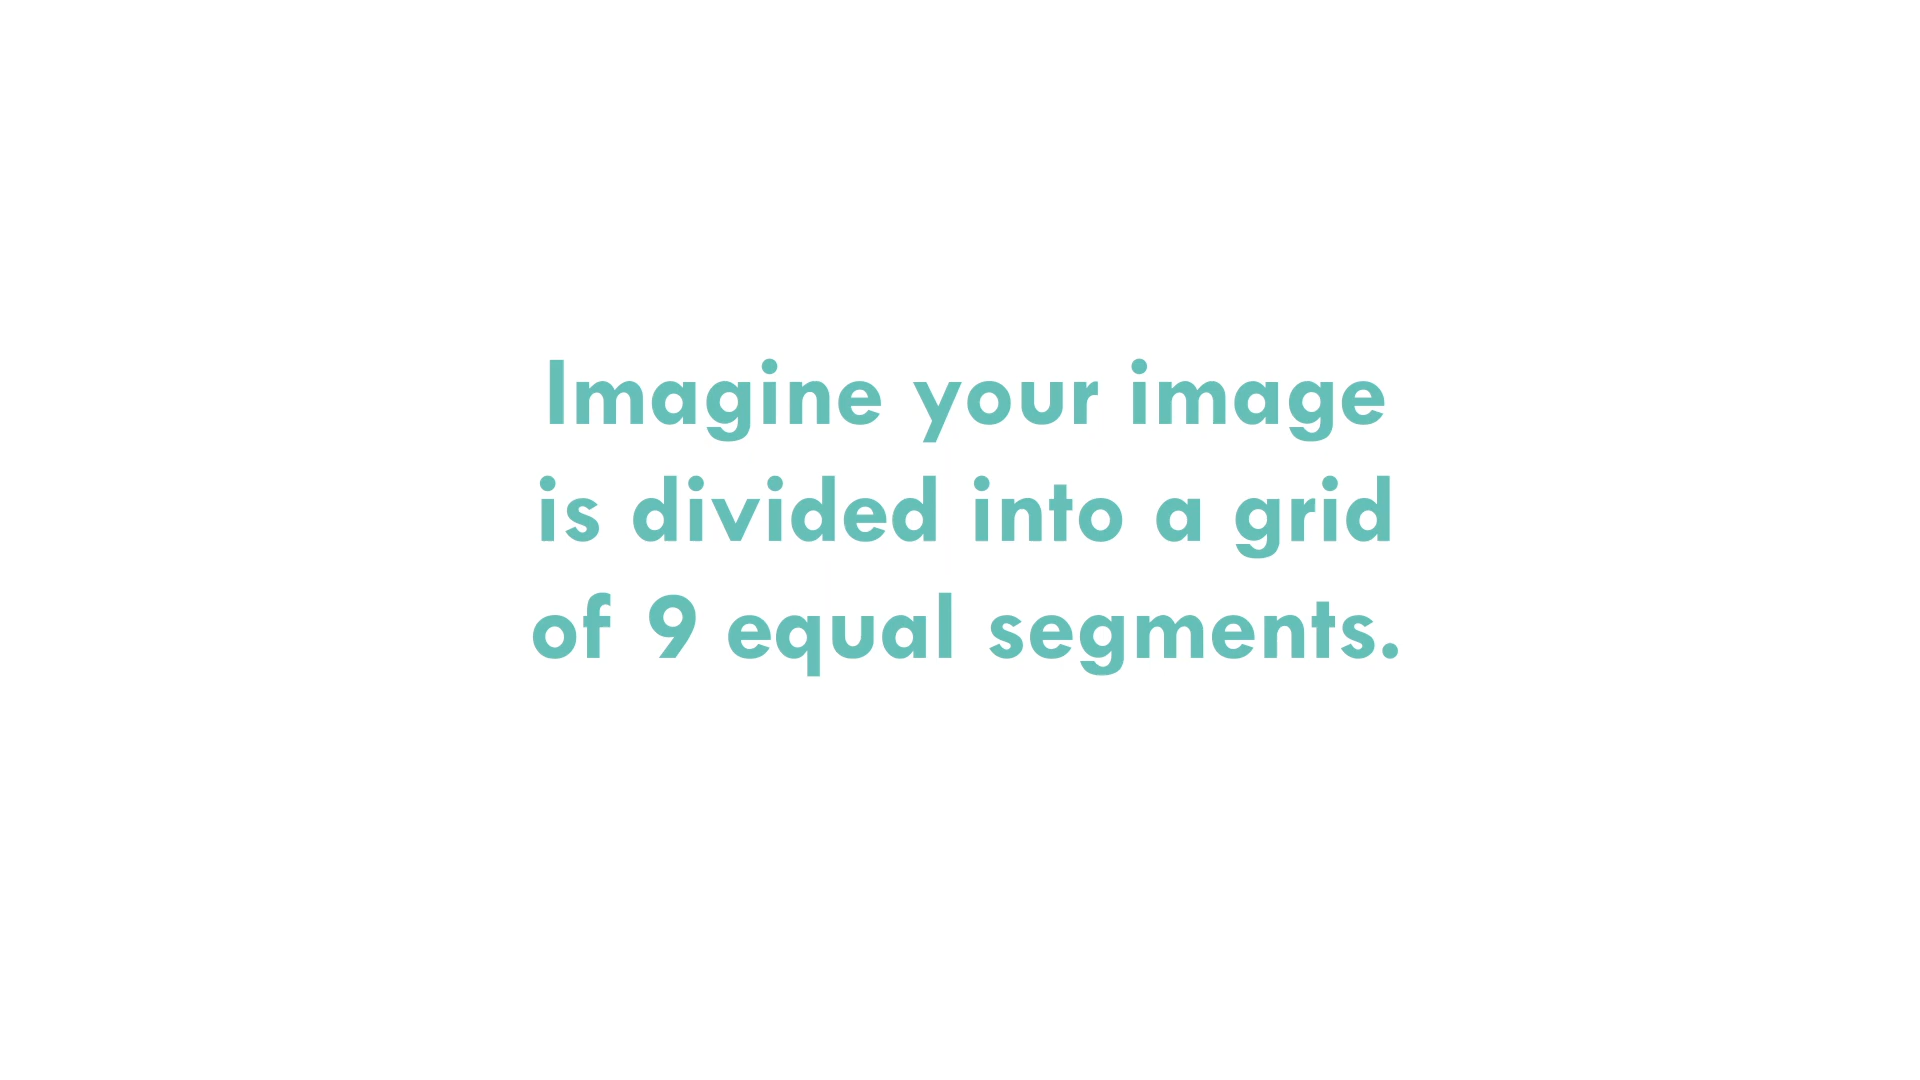 Imagine your image
is divided into a grid
of 9 equal segments.